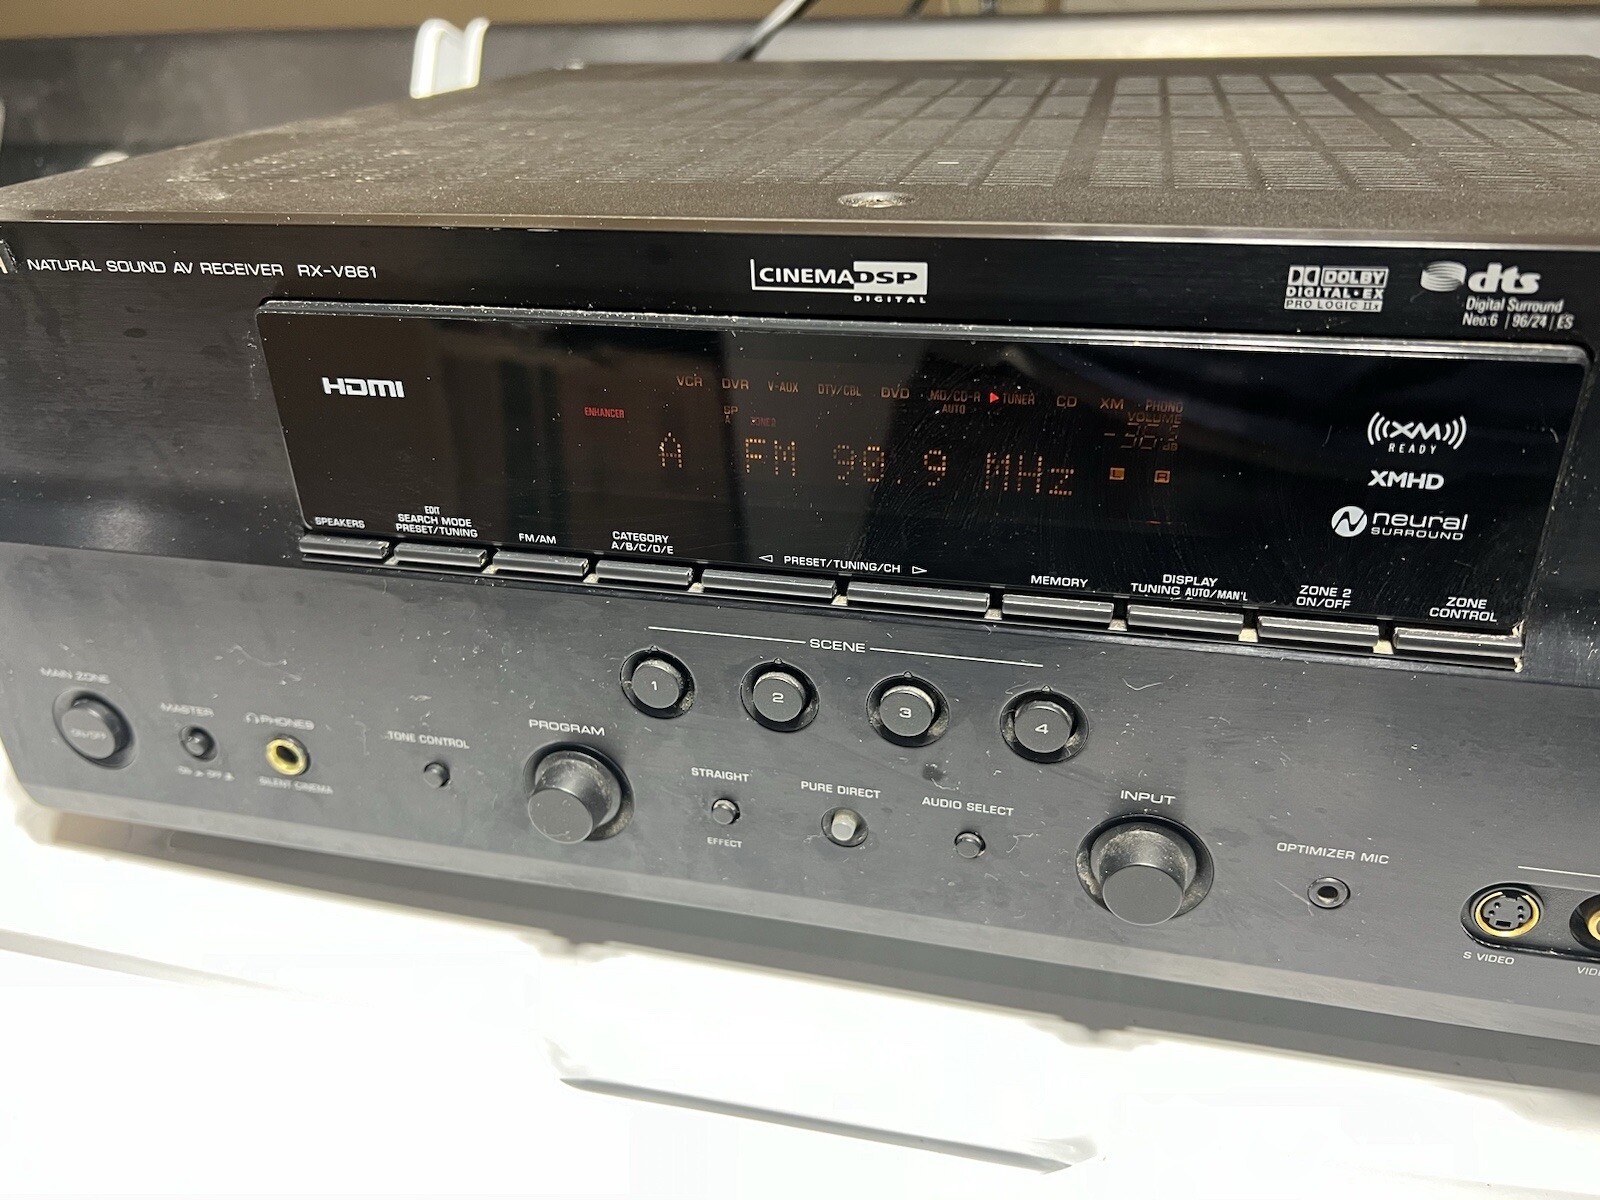 NATURAL SOUND AV RECEIVER RX-V861
CINEMA DSP
DIGITAL
DOLBY
DIGITAL·EX
PRO LOGIC IIx
dts
Digital Surround
Neo:6 | 96/24 | ES
HDMI
VCR DVR V-AUX DTV/CBL DVD MD/CD-R TUNER CD XM PHONO
AUTO
VOLUME
ENHANCER
SP
A
ZONE2
dB
A FM 90.9 MHz
L R
((XM))
READY
XMHD
neural
SURROUND
SPEAKERS
EDIT
SEARCH MODE
PRESET/TUNING
FM/AM
CATEGORY
A/B/C/D/E
◁ PRESET/TUNING/CH ▷
MEMORY
DISPLAY
TUNING AUTO/MAN'L
ZONE 2
ON/OFF
ZONE
CONTROL
SCENE
1 2 3 4
MAIN ZONE
ON/OFF
MASTER
PHONES
SILENT CINEMA
TONE CONTROL
PROGRAM
STRAIGHT
EFFECT
PURE DIRECT
AUDIO SELECT
INPUT
OPTIMIZER MIC
S VIDEO